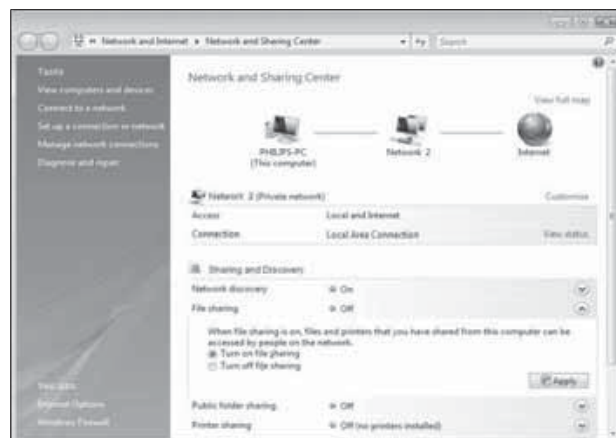 Network and Internet ▸ Network and Sharing Center
Search
Tasks
View computers and devices
Connect to a network
Set up a connection or network
Manage network connections
Diagnose and repair
See also
Internet Options
Windows Firewall
Network and Sharing Center
View full map
PHILIPS-PC
(This computer)
Network 2
Internet
Network 2 (Private network)
Customise
Access
Local and Internet
Connection
Local Area Connection
View status
Sharing and Discovery
Network discovery
On
File sharing
Off
When file sharing is on, files and printers that you have shared from this computer can be
accessed by people on the network.
Turn on file sharing
Turn off file sharing
Apply
Public folder sharing
Off
Printer sharing
Off (no printers installed)